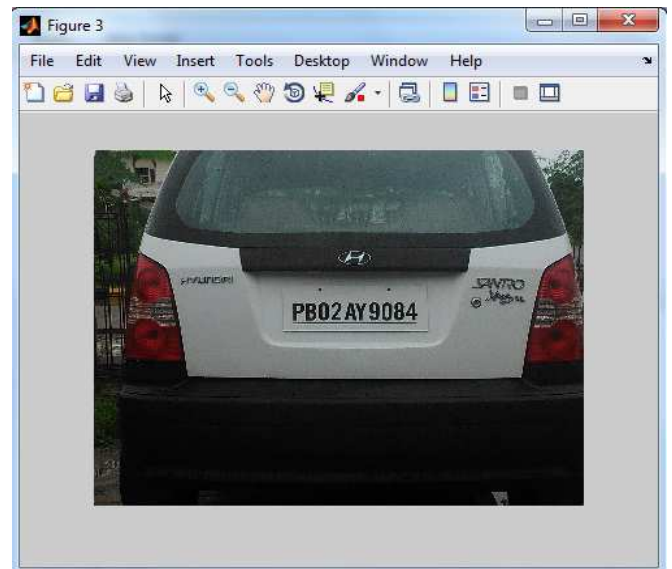 Figure 3
File Edit View Insert Tools Desktop Window Help
HYUNDAI
SANTRO
PB02AY9084